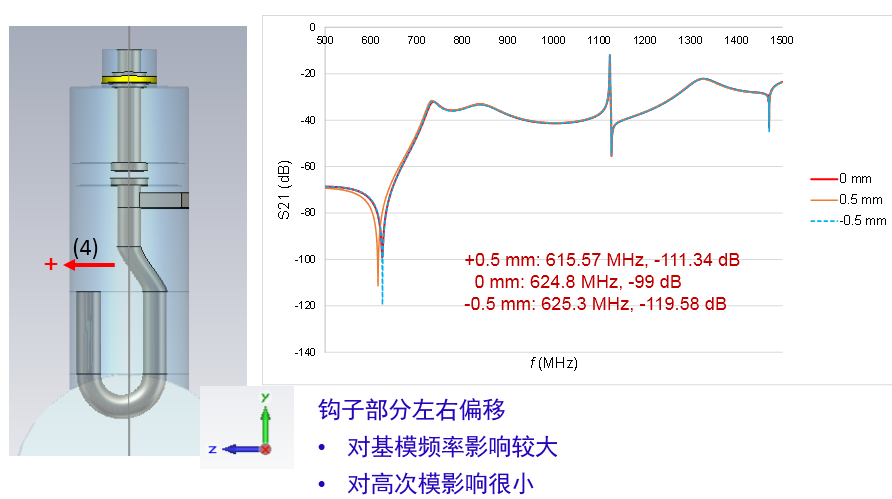 (4)
+
y
z
0
500 600 700 800 900 1000 1100 1200 1300 1400 1500
-20
-40
-60
-80
-100
-120
-140
S21 (dB)
f (MHz)
0 mm
0.5 mm
-0.5 mm
+0.5 mm: 615.57 MHz, -111.34 dB
0 mm: 624.8 MHz, -99 dB
-0.5 mm: 625.3 MHz, -119.58 dB
钩子部分左右偏移
• 对基模频率影响较大
• 对高次模影响很小